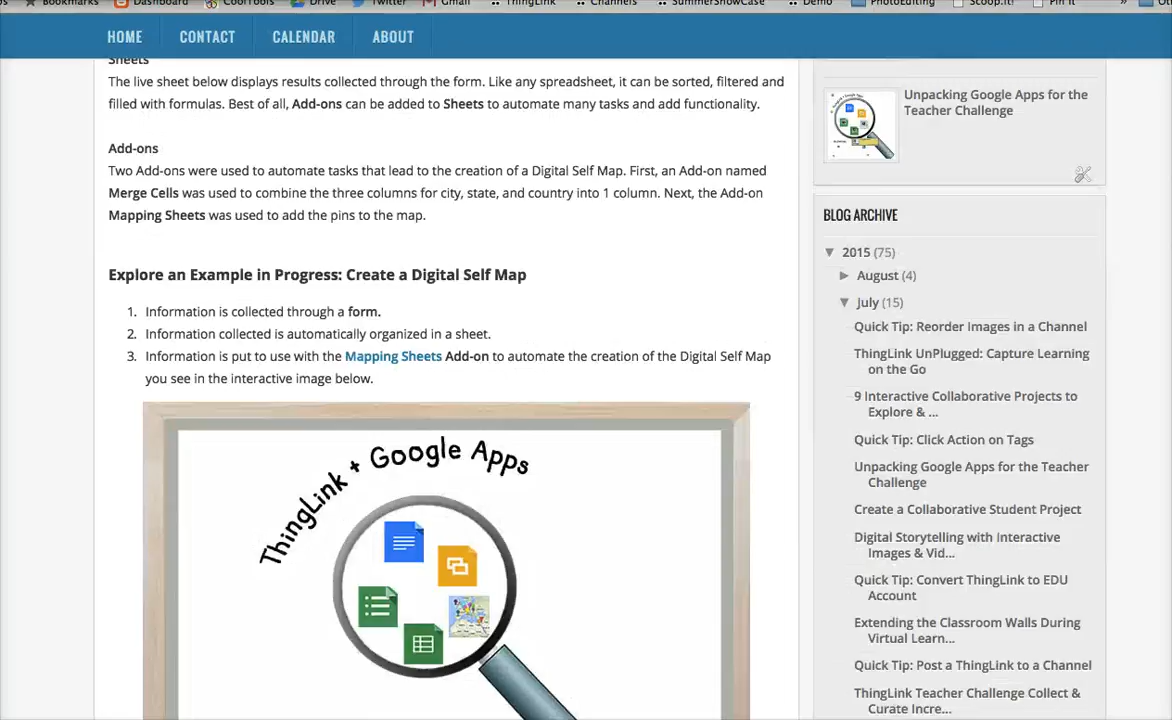 Bookmarks Dashboard CoolTools Drive Twitter Gmail ThingLink Channels SummerShowCase Demo PhotoEditing Scoop.it! Pin It »
HOME CONTACT CALENDAR ABOUT
Sheets
The live sheet below displays results collected through the form. Like any spreadsheet, it can be sorted, filtered and
filled with formulas. Best of all, Add-ons can be added to Sheets to automate many tasks and add functionality.
Add-ons
Two Add-ons were used to automate tasks that lead to the creation of a Digital Self Map. First, an Add-on named
Merge Cells was used to combine the three columns for city, state, and country into 1 column. Next, the Add-on
Mapping Sheets was used to add the pins to the map.
Explore an Example in Progress: Create a Digital Self Map
1. Information is collected through a form.
2. Information collected is automatically organized in a sheet.
3. Information is put to use with the Mapping Sheets Add-on to automate the creation of the Digital Self Map
you see in the interactive image below.
ThingLink + Google Apps
Unpacking Google Apps for the
Teacher Challenge
BLOG ARCHIVE
▼ 2015 (75)
► August (4)
▼ July (15)
Quick Tip: Reorder Images in a Channel
ThingLink UnPlugged: Capture Learning
on the Go
9 Interactive Collaborative Projects to
Explore & ...
Quick Tip: Click Action on Tags
Unpacking Google Apps for the Teacher
Challenge
Create a Collaborative Student Project
Digital Storytelling with Interactive
Images & Vid...
Quick Tip: Convert ThingLink to EDU
Account
Extending the Classroom Walls During
Virtual Learn...
Quick Tip: Post a ThingLink to a Channel
ThingLink Teacher Challenge Collect &
Curate Incre...